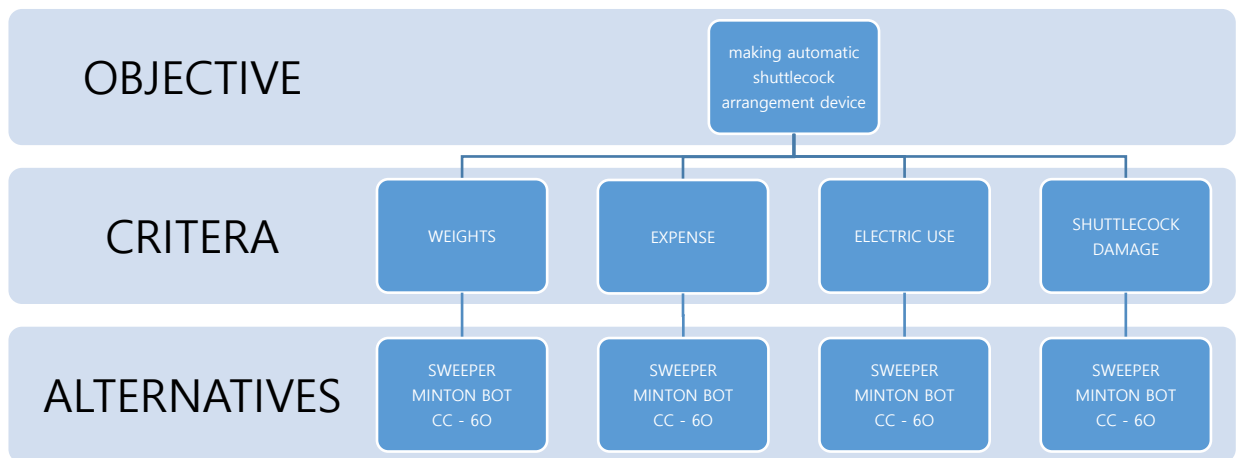 OBJECTIVE
making automatic
shuttlecock
arrangement device
CRITERA
WEIGHTS
EXPENSE
ELECTRIC USE
SHUTTLECOCK
DAMAGE
ALTERNATIVES
SWEEPER
MINTON BOT
CC - 6O
SWEEPER
MINTON BOT
CC - 6O
SWEEPER
MINTON BOT
CC - 6O
SWEEPER
MINTON BOT
CC - 6O